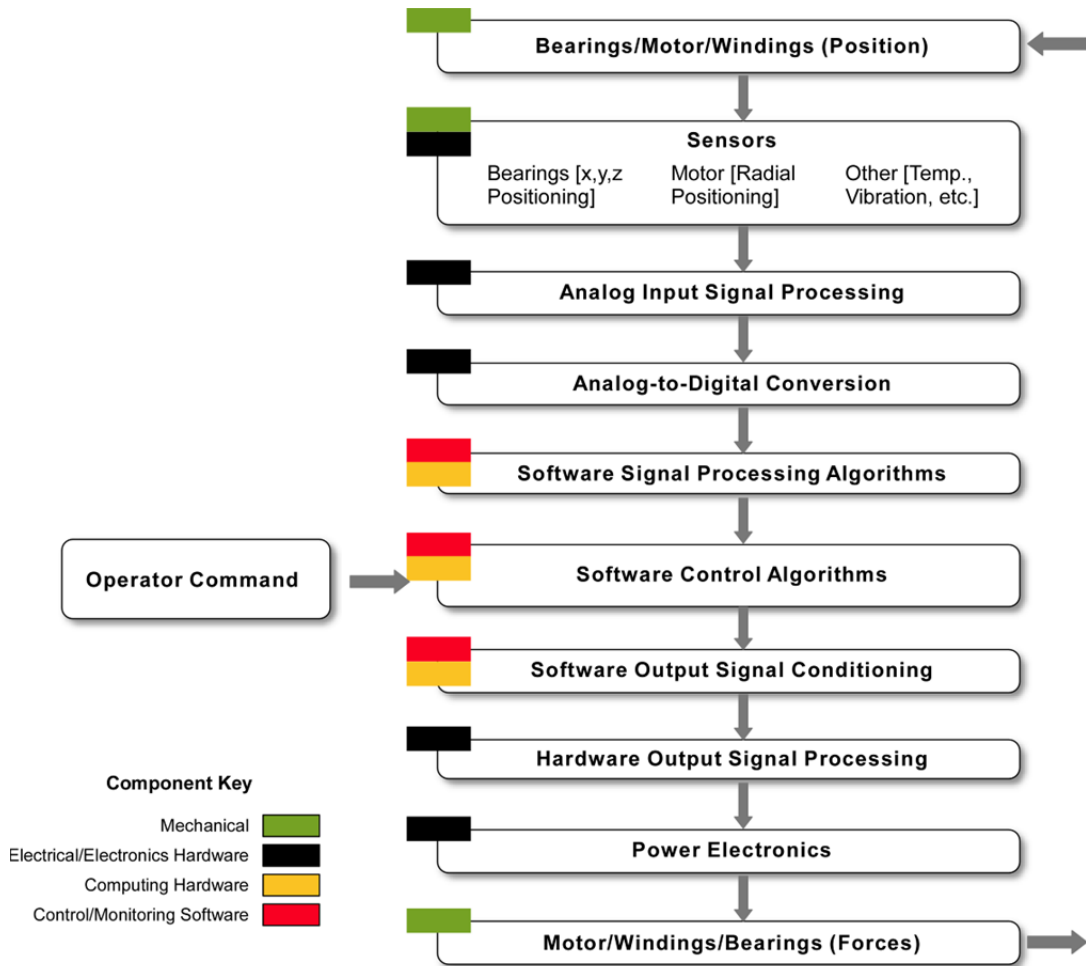 Bearings/Motor/Windings (Position)
Sensors
Bearings [x,y,z
Positioning]
Motor [Radial
Positioning]
Other [Temp.,
Vibration, etc.]
Analog Input Signal Processing
Analog-to-Digital Conversion
Software Signal Processing Algorithms
Operator Command
Software Control Algorithms
Software Output Signal Conditioning
Hardware Output Signal Processing
Power Electronics
Motor/Windings/Bearings (Forces)
Component Key
Mechanical
Electrical/Electronics Hardware
Computing Hardware
Control/Monitoring Software